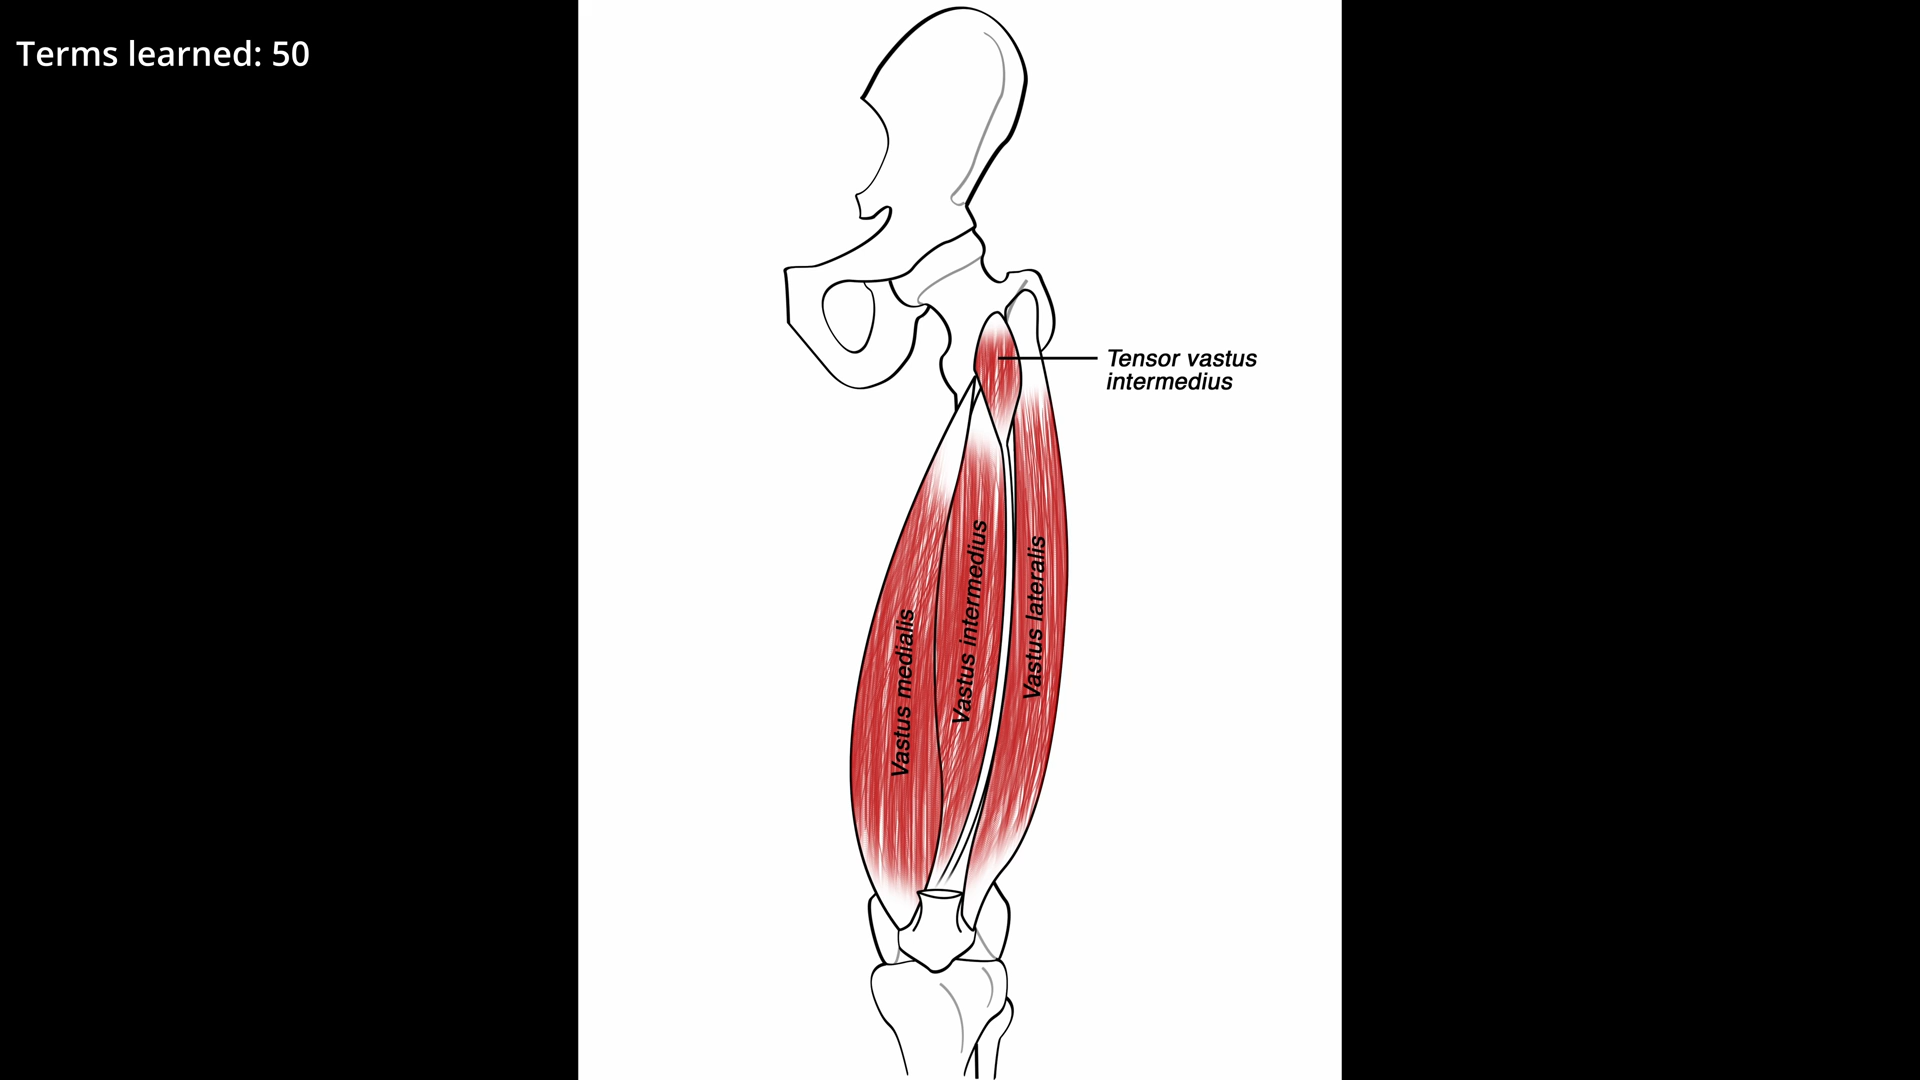 Terms learned: 50
Tensor vastus
intermedius
Vastus medialis
Vastus intermedius
Vastus lateralis